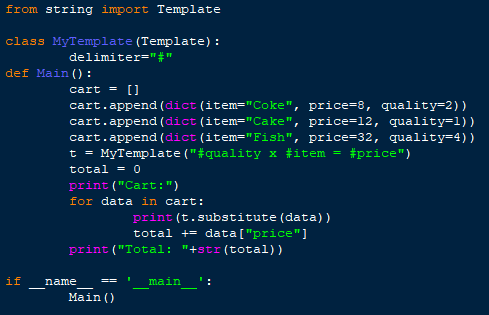 from string import Template

class MyTemplate(Template):
        delimiter="#"
def Main():
        cart = []
        cart.append(dict(item="Coke", price=8, quality=2))
        cart.append(dict(item="Cake", price=12, quality=1))
        cart.append(dict(item="Fish", price=32, quality=4))
        t = MyTemplate("#quality x #item = #price")
        total = 0
        print("Cart:")
        for data in cart:
                print(t.substitute(data))
                total += data["price"]
        print("Total: "+str(total))

if __name__ == '__main__':
        Main()